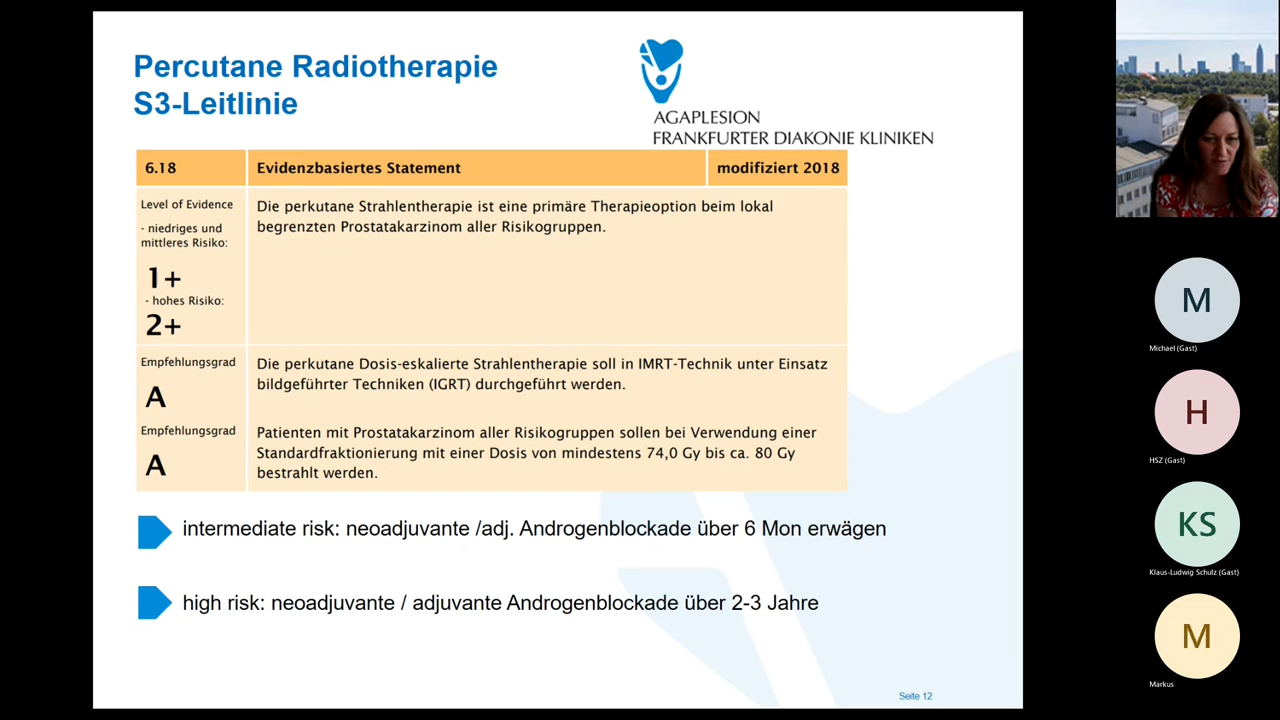 Percutane Radiotherapie
S3-Leitlinie
AGAPLESION
FRANKFURTER DIAKONIE KLINIKEN
6.18 Evidenzbasiertes Statement modifiziert 2018
Level of Evidence
- niedriges und
mittleres Risiko:
1+
- hohes Risiko:
2+
Die perkutane Strahlentherapie ist eine primäre Therapieoption beim lokal
begrenzten Prostatakarzinom aller Risikogruppen.
Empfehlungsgrad
A
Die perkutane Dosis-eskalierte Strahlentherapie soll in IMRT-Technik unter Einsatz
bildgeführter Techniken (IGRT) durchgeführt werden.
Empfehlungsgrad
A
Patienten mit Prostatakarzinom aller Risikogruppen sollen bei Verwendung einer
Standardfraktionierung mit einer Dosis von mindestens 74,0 Gy bis ca. 80 Gy
bestrahlt werden.
intermediate risk: neoadjuvante /adj. Androgenblockade über 6 Mon erwägen
high risk: neoadjuvante / adjuvante Androgenblockade über 2-3 Jahre
Seite 12
M
Michael (Gast)
H
HSZ (Gast)
KS
Klaus-Ludwig Schulz (Gast)
M
Markus